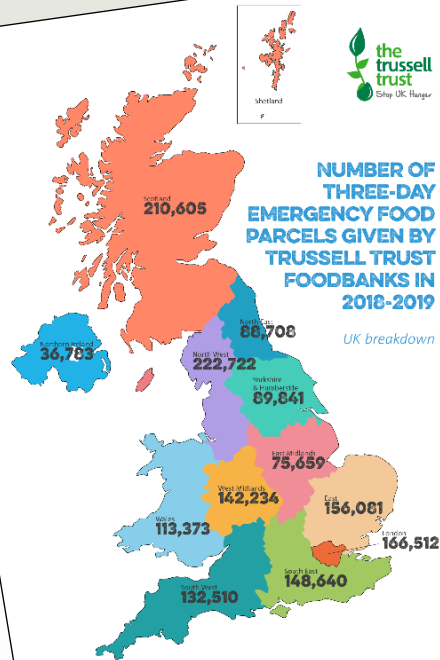 the
trussell
trust
Stop UK Hunger
Shetland
NUMBER OF
THREE-DAY
EMERGENCY FOOD
PARCELS GIVEN BY
TRUSSELL TRUST
FOODBANKS IN
2018-2019
UK breakdown
Scotland
210,605
North East
88,708
Northern Ireland
36,783
North West
222,722
Yorkshire
& Humberside
89,841
East Midlands
75,659
West Midlands
142,234
East
156,081
Wales
113,373
London
166,512
South East
148,640
South West
132,510